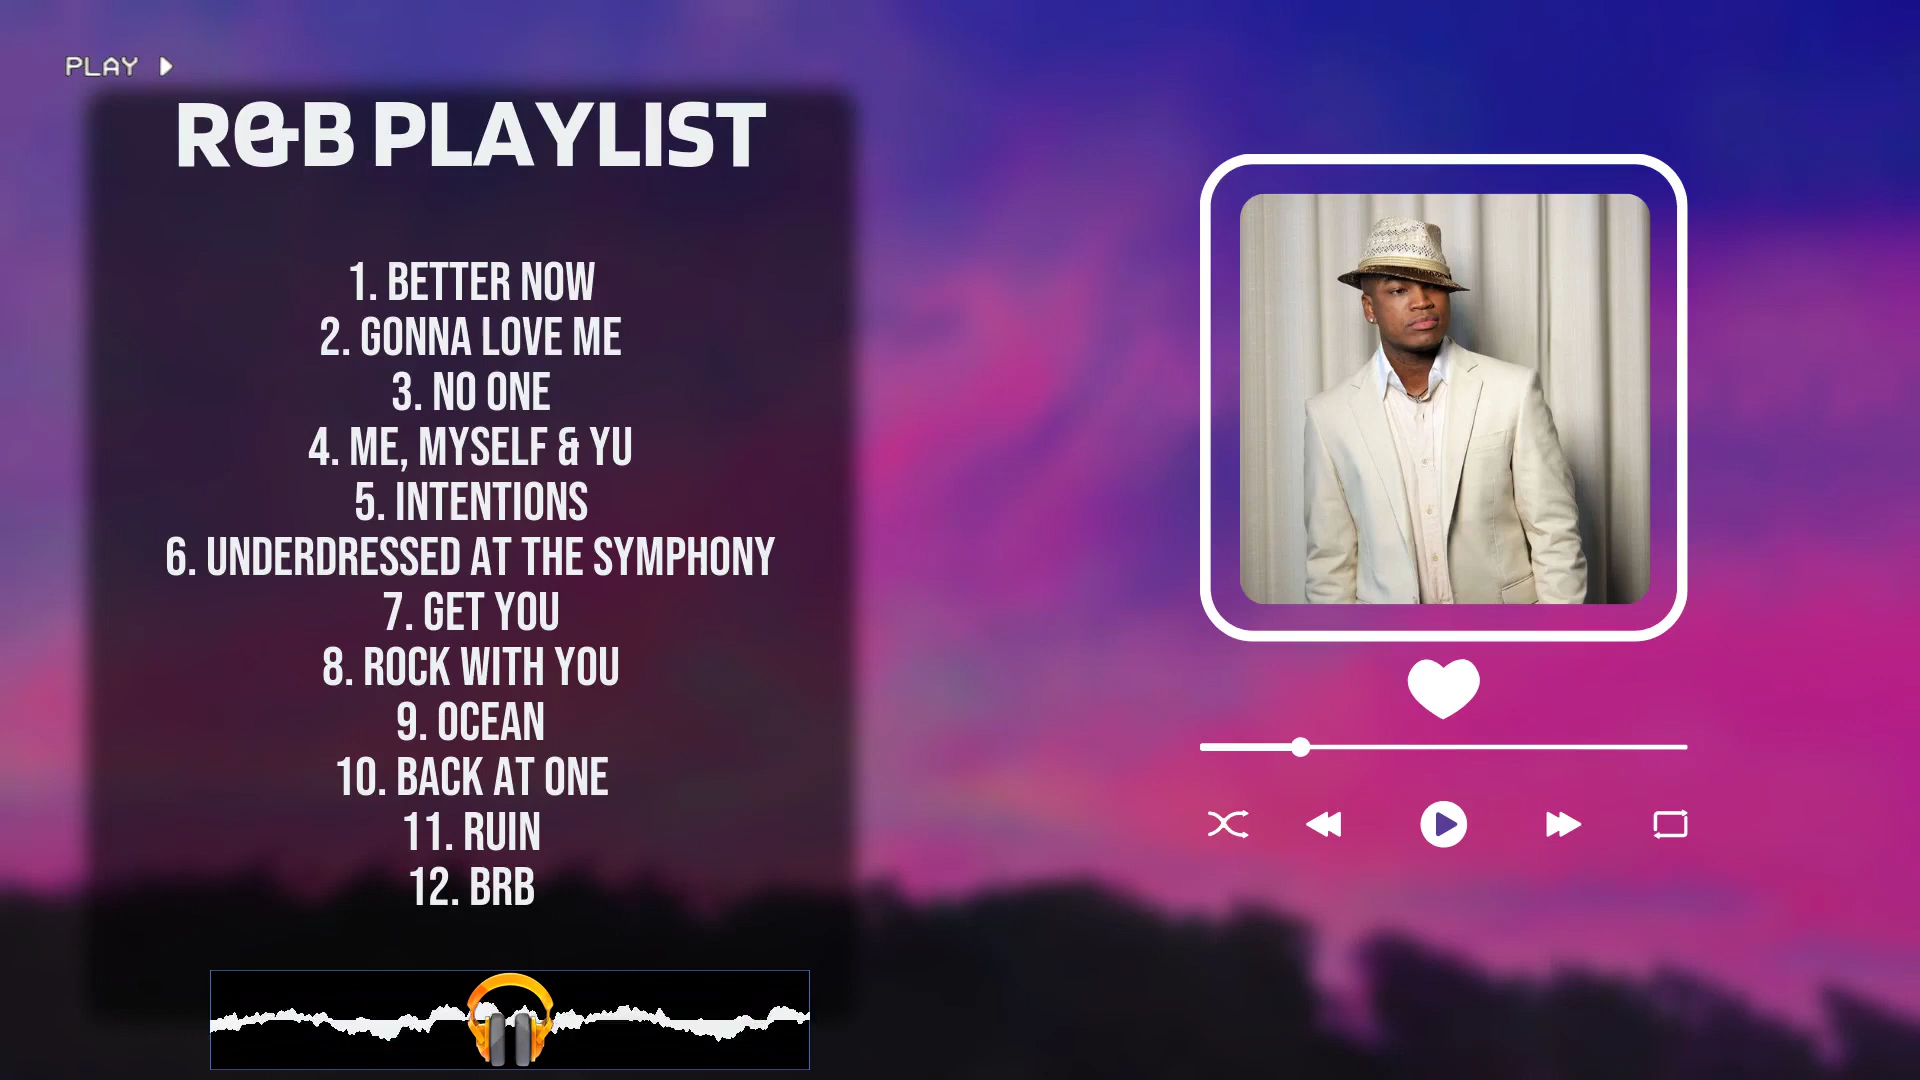 PLAY
R&B PLAYLIST
1. BETTER NOW
2. GONNA LOVE ME
3. NO ONE
4. ME, MYSELF & YU
5. INTENTIONS
6. UNDERDRESSED AT THE SYMPHONY
7. GET YOU
8. ROCK WITH YOU
9. OCEAN
10. BACK AT ONE
11. RUIN
12. BRB